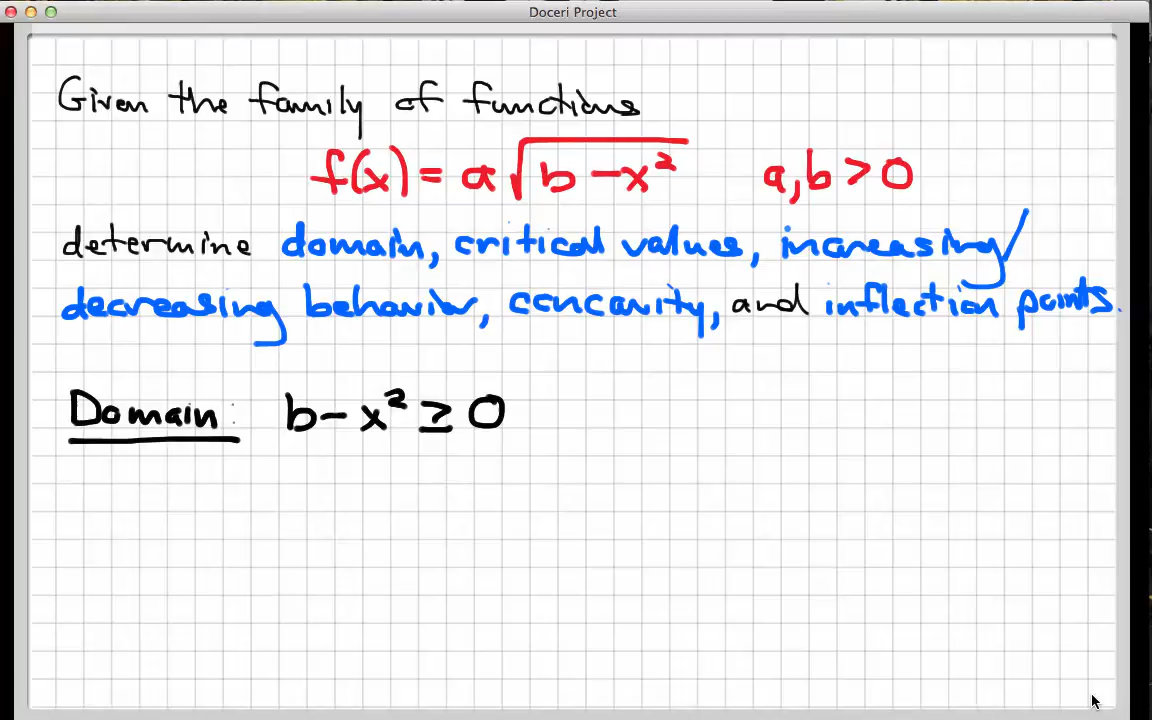 Doceri Project
Given the family of functions
f(x) = a√(b-x²)   a,b > 0
determine domain, critical values, increasing/
decreasing behavior, concavity, and inflection points.
Domain: b-x² ≥ 0